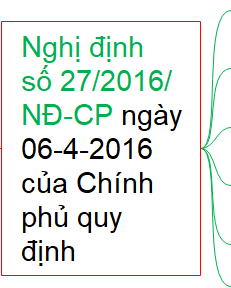 Nghị định
số 27/2016/
NĐ-CP ngày
06-4-2016
của Chính
phủ quy
định